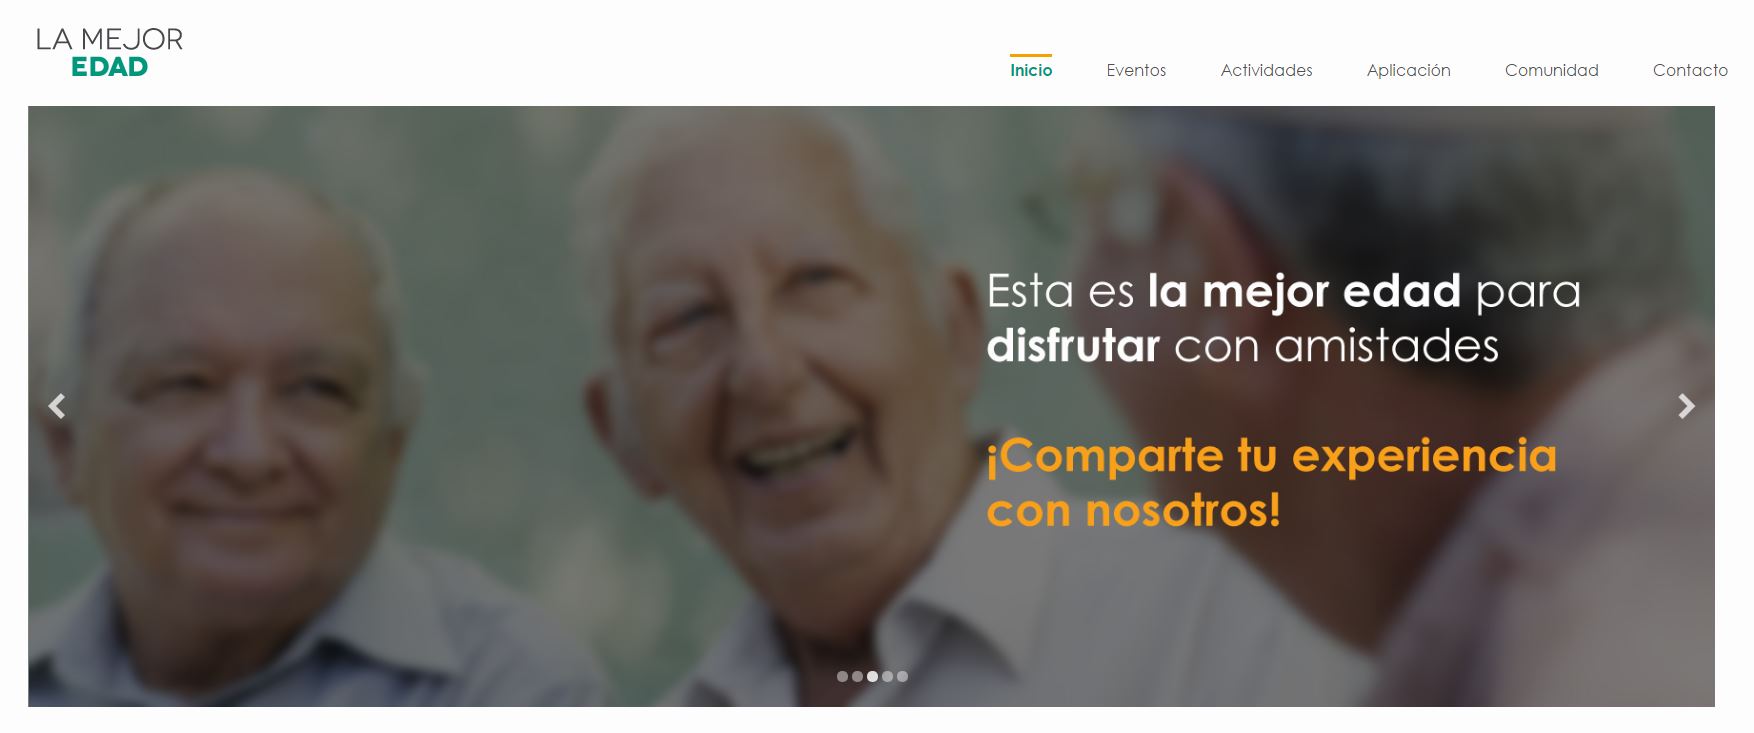 LA MEJOR
EDAD
Inicio Eventos Actividades Aplicación Comunidad Contacto
Esta es la mejor edad para
disfrutar con amistades
¡Comparte tu experiencia
con nosotros!